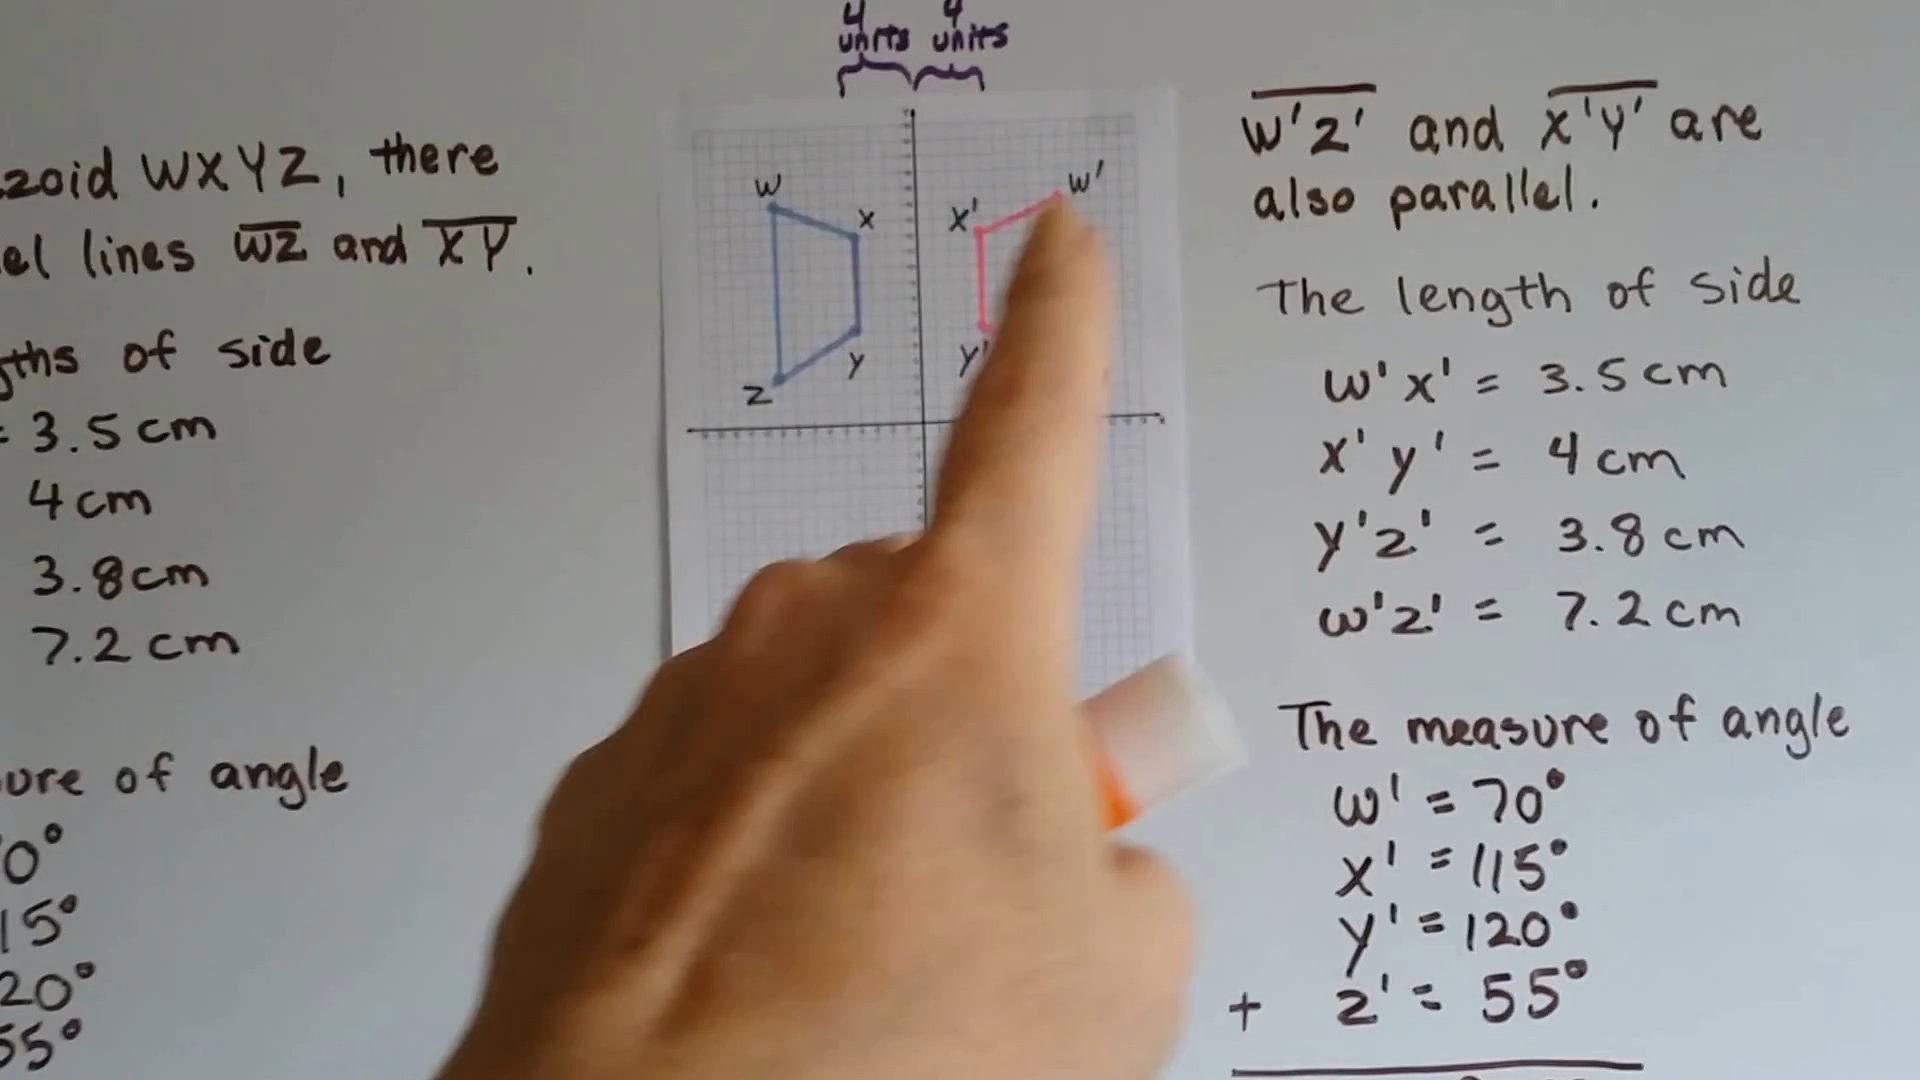 4 4
units units
zoid WXYZ, there
el lines WZ and XY.
gths of side
= 3.5 cm
4 cm
3.8 cm
7.2 cm
ure of angle
0°
15°
20°
55°
W
X
Y
Z
X'
W'
Y'
W'Z' and X'Y' are
also parallel.
The length of side
W'X' = 3.5 cm
X'Y' = 4 cm
Y'Z' = 3.8 cm
W'Z' = 7.2 cm
The measure of angle
W' = 70°
X' = 115°
Y' = 120°
+ Z' = 55°